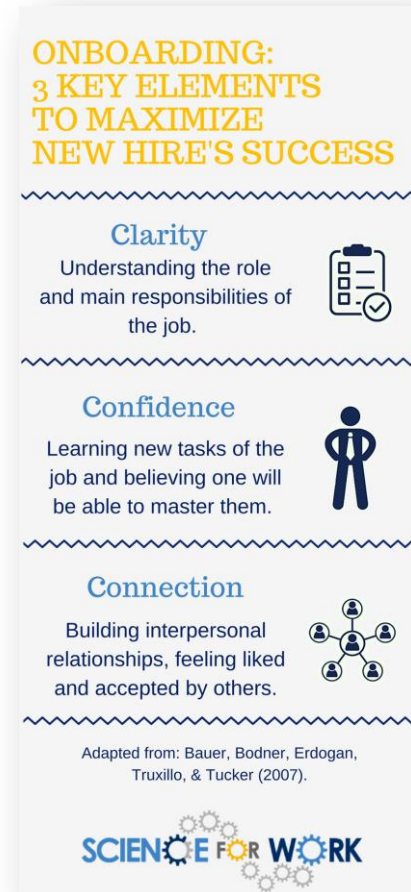 ONBOARDING:
3 KEY ELEMENTS
TO MAXIMIZE
NEW HIRE'S SUCCESS
Clarity
Understanding the role
and main responsibilities of
the job.
Confidence
Learning new tasks of the
job and believing one will
be able to master them.
Connection
Building interpersonal
relationships, feeling liked
and accepted by others.
Adapted from: Bauer, Bodner, Erdogan,
Truxillo, & Tucker (2007).
SCIENCE FOR WORK